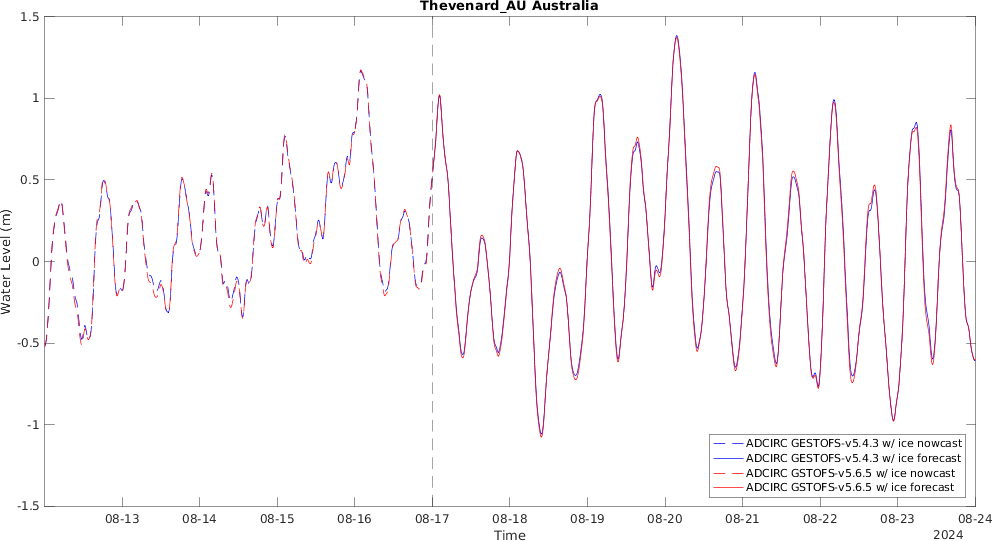 Thevenard_AU Australia
1.5
1
0.5
0
-0.5
-1
-1.5
Water Level (m)
08-13 08-14 08-15 08-16 08-17 08-18 08-19 08-20 08-21 08-22 08-23 08-24
Time
2024
ADCIRC GESTOFS-v5.4.3 w/ ice nowcast
ADCIRC GESTOFS-v5.4.3 w/ ice forecast
ADCIRC GSTOFS-v5.6.5 w/ ice nowcast
ADCIRC GSTOFS-v5.6.5 w/ ice forecast